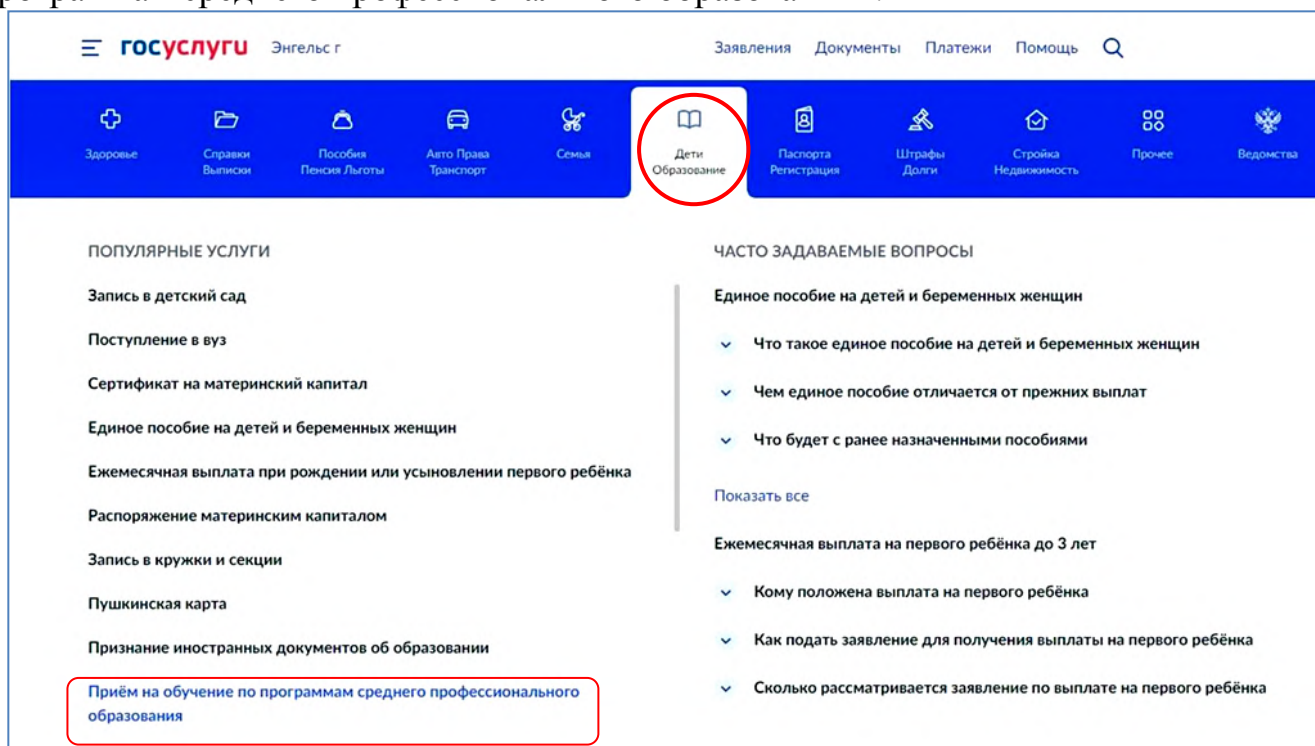 госуслуги Энгельс г Заявления Документы Платежи Помощь
Здоровье
Справки
Выписки
Пособия
Пенсия Льготы
Авто Права
Транспорт
Семья
Дети
Образование
Паспорта
Регистрация
Штрафы
Долги
Стройка
Недвижимость
Прочее
Ведомства
ПОПУЛЯРНЫЕ УСЛУГИ
Запись в детский сад
Поступление в вуз
Сертификат на материнский капитал
Единое пособие на детей и беременных женщин
Ежемесячная выплата при рождении или усыновлении первого ребёнка
Распоряжение материнским капиталом
Запись в кружки и секции
Пушкинская карта
Признание иностранных документов об образовании
Приём на обучение по программам среднего профессионального
образования
ЧАСТО ЗАДАВАЕМЫЕ ВОПРОСЫ
Единое пособие на детей и беременных женщин
Что такое единое пособие на детей и беременных женщин
Чем единое пособие отличается от прежних выплат
Что будет с ранее назначенными пособиями
Показать все
Ежемесячная выплата на первого ребёнка до 3 лет
Кому положена выплата на первого ребёнка
Как подать заявление для получения выплаты на первого ребёнка
Сколько рассматривается заявление по выплате на первого ребёнка